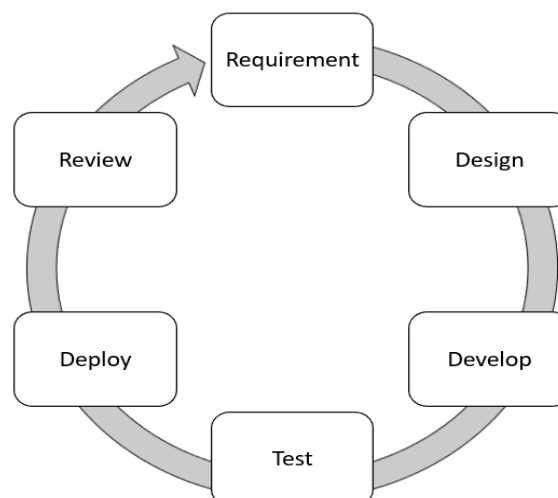 Requirement
Design
Develop
Test
Deploy
Review